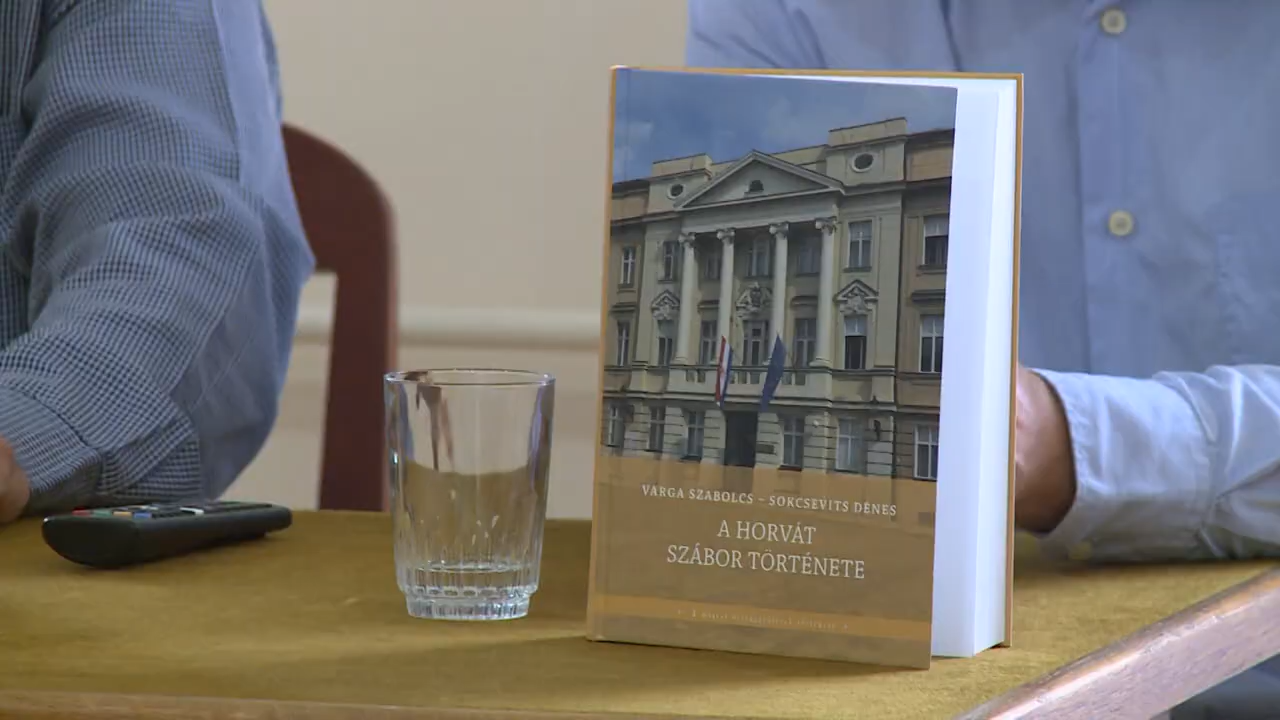 VARGA SZABOLCS – SOKCSEVITS DÉNES
A HORVÁT
SZÁBOR TÖRTÉNETE